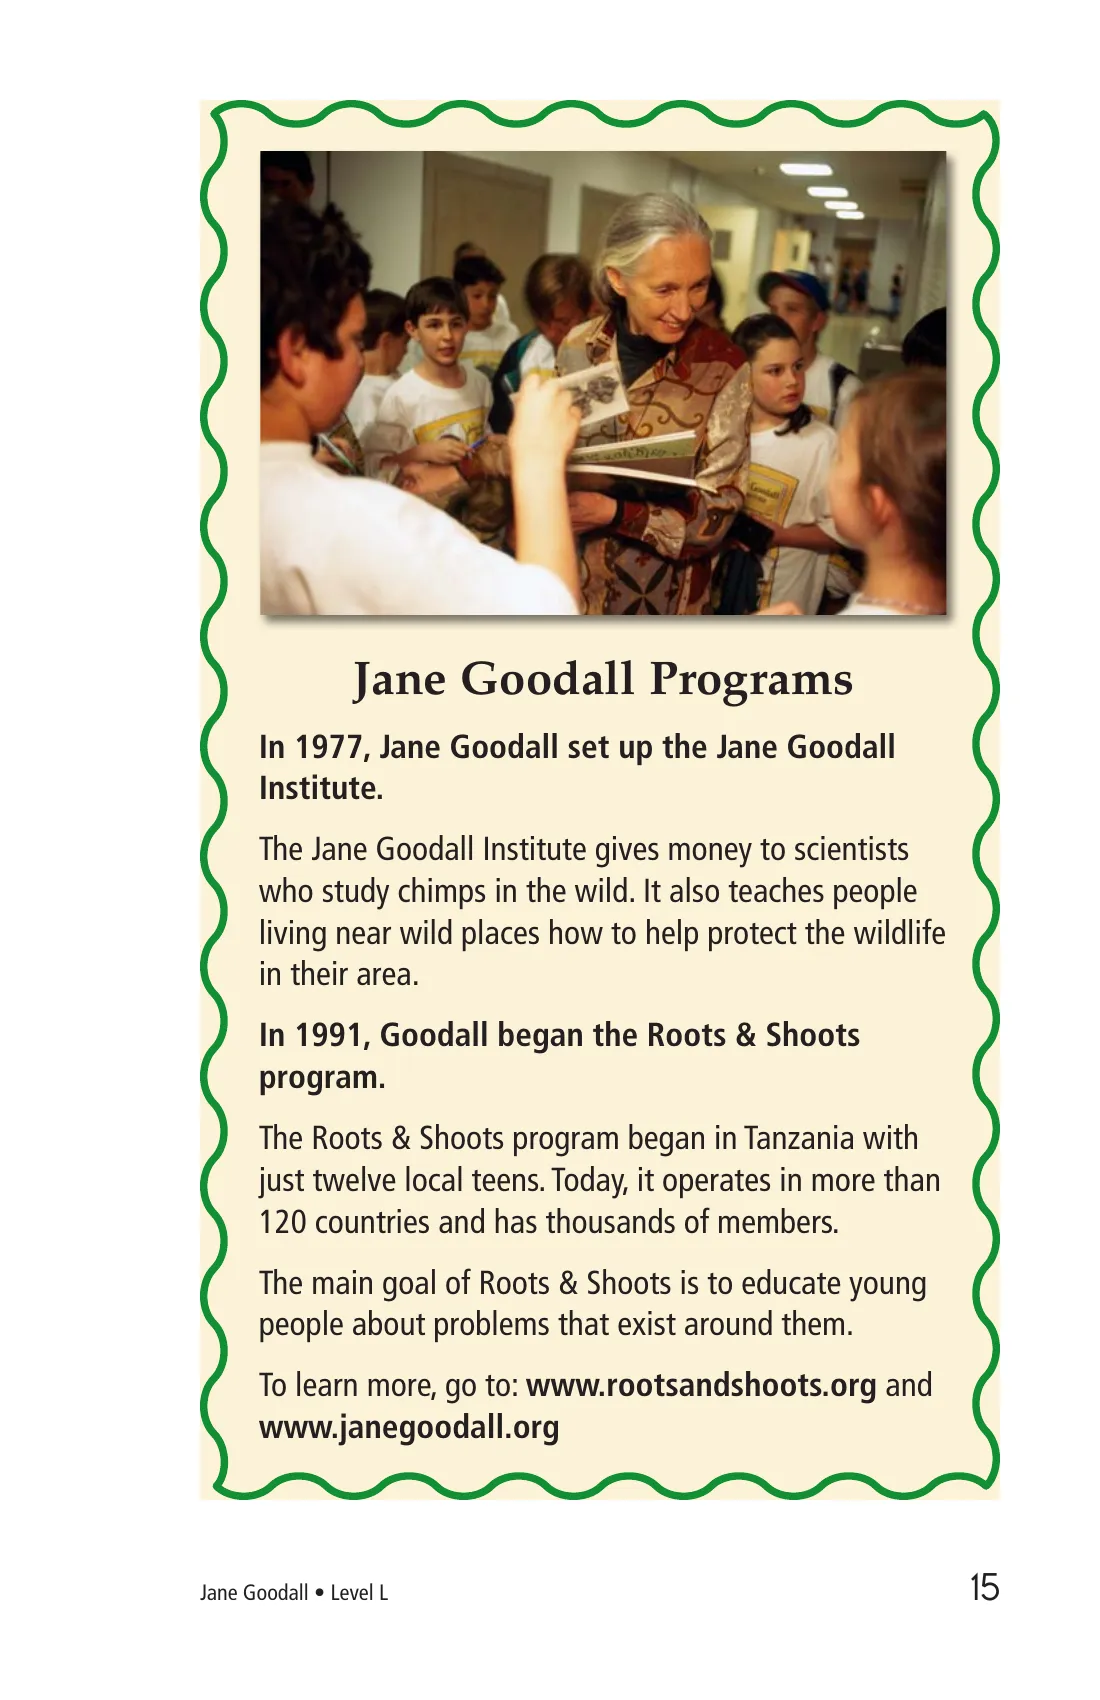 Goodall
Jane Goodall Programs
In 1977, Jane Goodall set up the Jane Goodall
Institute.
The Jane Goodall Institute gives money to scientists
who study chimps in the wild. It also teaches people
living near wild places how to help protect the wildlife
in their area.
In 1991, Goodall began the Roots & Shoots
program.
The Roots & Shoots program began in Tanzania with
just twelve local teens. Today, it operates in more than
120 countries and has thousands of members.
The main goal of Roots & Shoots is to educate young
people about problems that exist around them.
To learn more, go to: www.rootsandshoots.org and
www.janegoodall.org
Jane Goodall • Level L
15